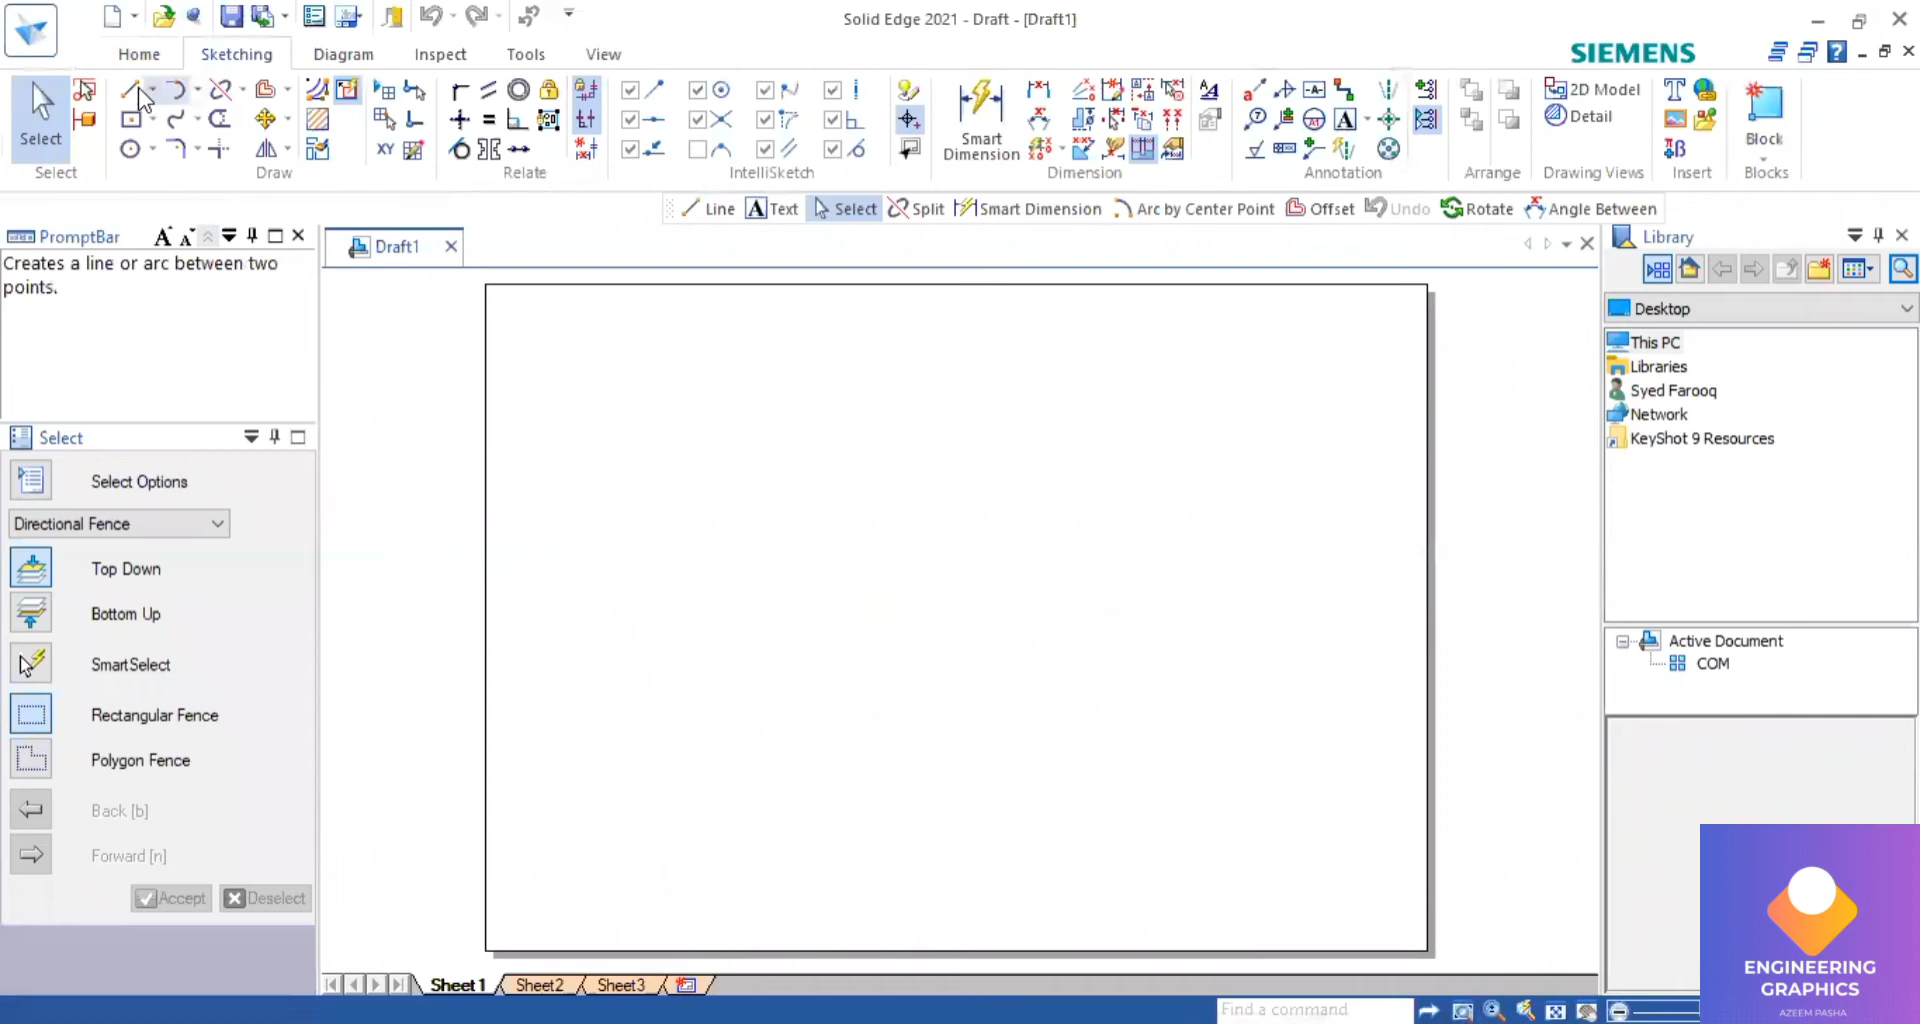 Solid Edge 2021 - Draft - [Draft1]
Home
Sketching
Diagram
Inspect
Tools
View
SIEMENS
Select
Select
Draw
XY
Relate
IntelliSketch
Smart
Dimension
Dimension
Annotation
Arrange
2D Model
Detail
Drawing Views
Insert
Block
Blocks
Line
Text
Select
Split
Smart Dimension
Arc by Center Point
Offset
Undo
Rotate
Angle Between
PromptBar
Creates a line or arc between two
points.
Draft1
Select
Select Options
Directional Fence
Top Down
Bottom Up
SmartSelect
Rectangular Fence
Polygon Fence
Back [b]
Forward [n]
Accept
Deselect
Library
Desktop
This PC
Libraries
Syed Farooq
Network
KeyShot 9 Resources
Active Document
COM
Sheet1
Sheet2
Sheet3
Find a command
ENGINEERING
GRAPHICS
AZEEM PASHA